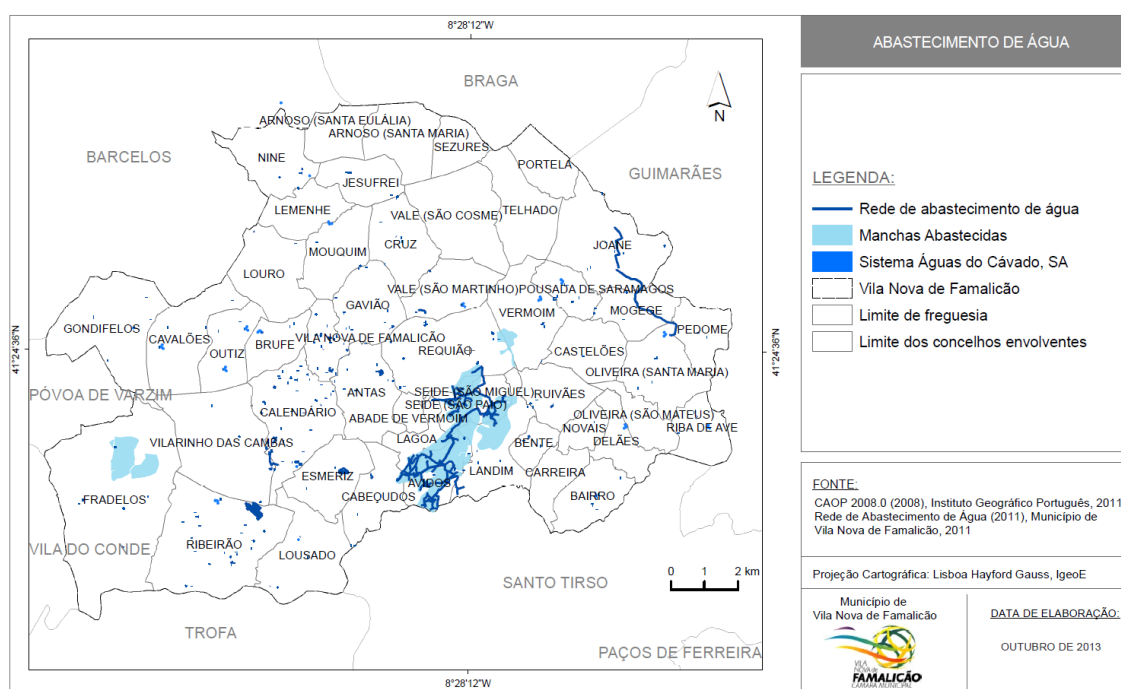 8°28'12"W
ABASTECIMENTO DE ÁGUA
BRAGA
N
ARNOSO (SANTA EULÁLIA)
ARNOSO (SANTA MARIA)
SEZURES
BARCELOS
NINE
PORTELA
GUIMARÃES
JESUFREI
LEMENHE
VALE (SÃO COSME)
TELHADO
MOUQUIM
CRUZ
JOANE
LOURO
VALE (SÃO MARTINHO)
POUSADA DE SARAMAGOS
GAVIÃO
VERMOIM
MOGEGE
GONDIFELOS
CAVALÕES
OUTIZ
BRUFE
VILA NOVA DE FAMALICÃO
REQUIÃO
CASTELÕES
PEDOME
41°24'36"N
41°24'36"N
OLIVEIRA (SANTA MARIA)
PÓVOA DE VARZIM
ANTAS
SEIDE (SÃO MIGUEL)
RUIVÃES
SEIDE (SÃO PAIO)
CALENDÁRIO
ABADE DE VERMOIM
OLIVEIRA (SÃO MATEUS)
NOVAIS
RIBA DE AVE
VILARINHO DAS CAMBAS
LAGOA
BENTE
DELÃES
ESMERIZ
LANDIM
CARREIRA
AVIDOS
FRADELOS
CABEÇUDOS
BAIRRO
VILA DO CONDE
RIBEIRÃO
LOUSADO
SANTO TIRSO
0 1 2 km
TROFA
PAÇOS DE FERREIRA
8°28'12"W
LEGENDA:
Rede de abastecimento de água
Manchas Abastecidas
Sistema Águas do Cávado, SA
Vila Nova de Famalicão
Limite de freguesia
Limite dos concelhos envolventes
FONTE:
CAOP 2008.0 (2008), Instituto Geográfico Português, 2011
Rede de Abastecimento de Água (2011), Município de
Vila Nova de Famalicão, 2011
Projeção Cartográfica: Lisboa Hayford Gauss, IgeoE
Município de
Vila Nova de Famalicão
VILA
NOVA DE
FAMALICÃO
CÂMARA MUNICIPAL
DATA DE ELABORAÇÃO:
OUTUBRO DE 2013